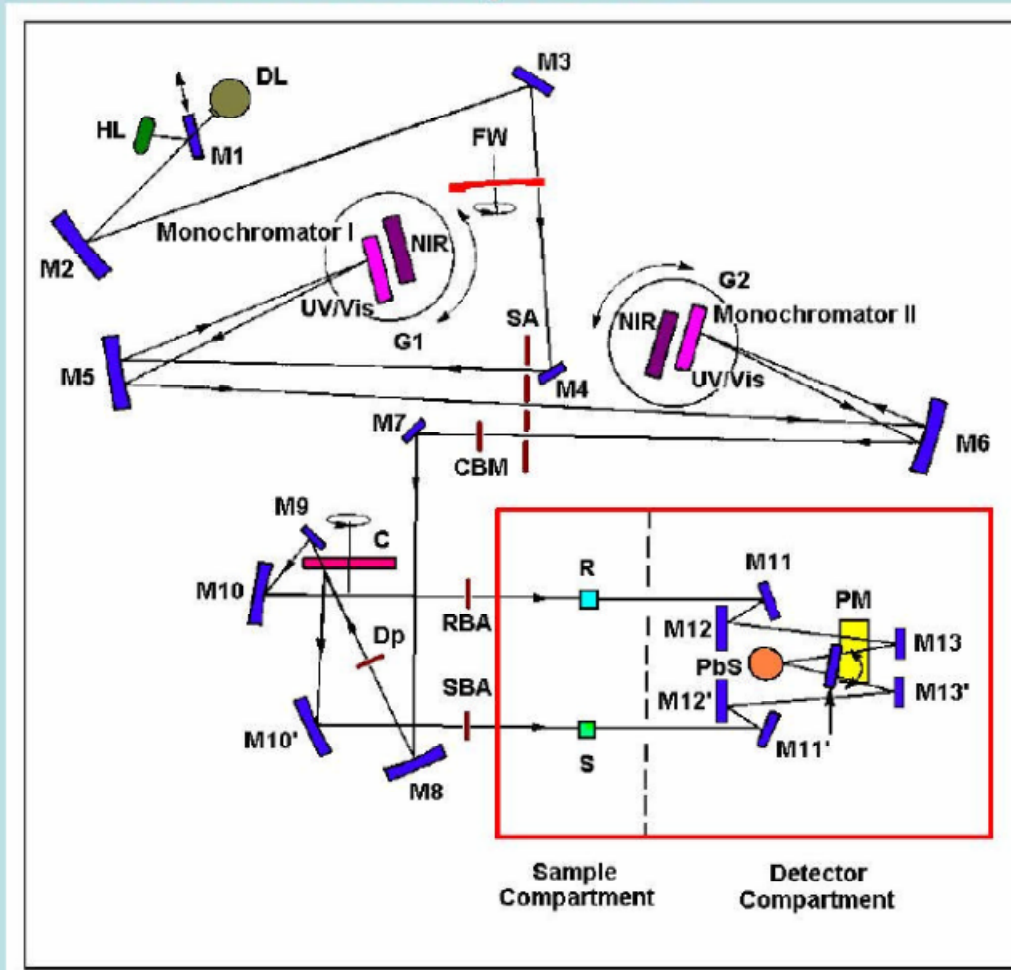 M3
DL
HL
M1
FW
M2
Monochromator I
NIR
UV/Vis
G1
G2
Monochromator II
NIR
UV/Vis
SA
M5
M4
M7
M6
CBM
M9
C
M10
R
M11
PM
RBA
M12
M13
Dp
PbS
SBA
M12'
M13'
M10'
M11'
M8
S
Sample
Compartment
Detector
Compartment